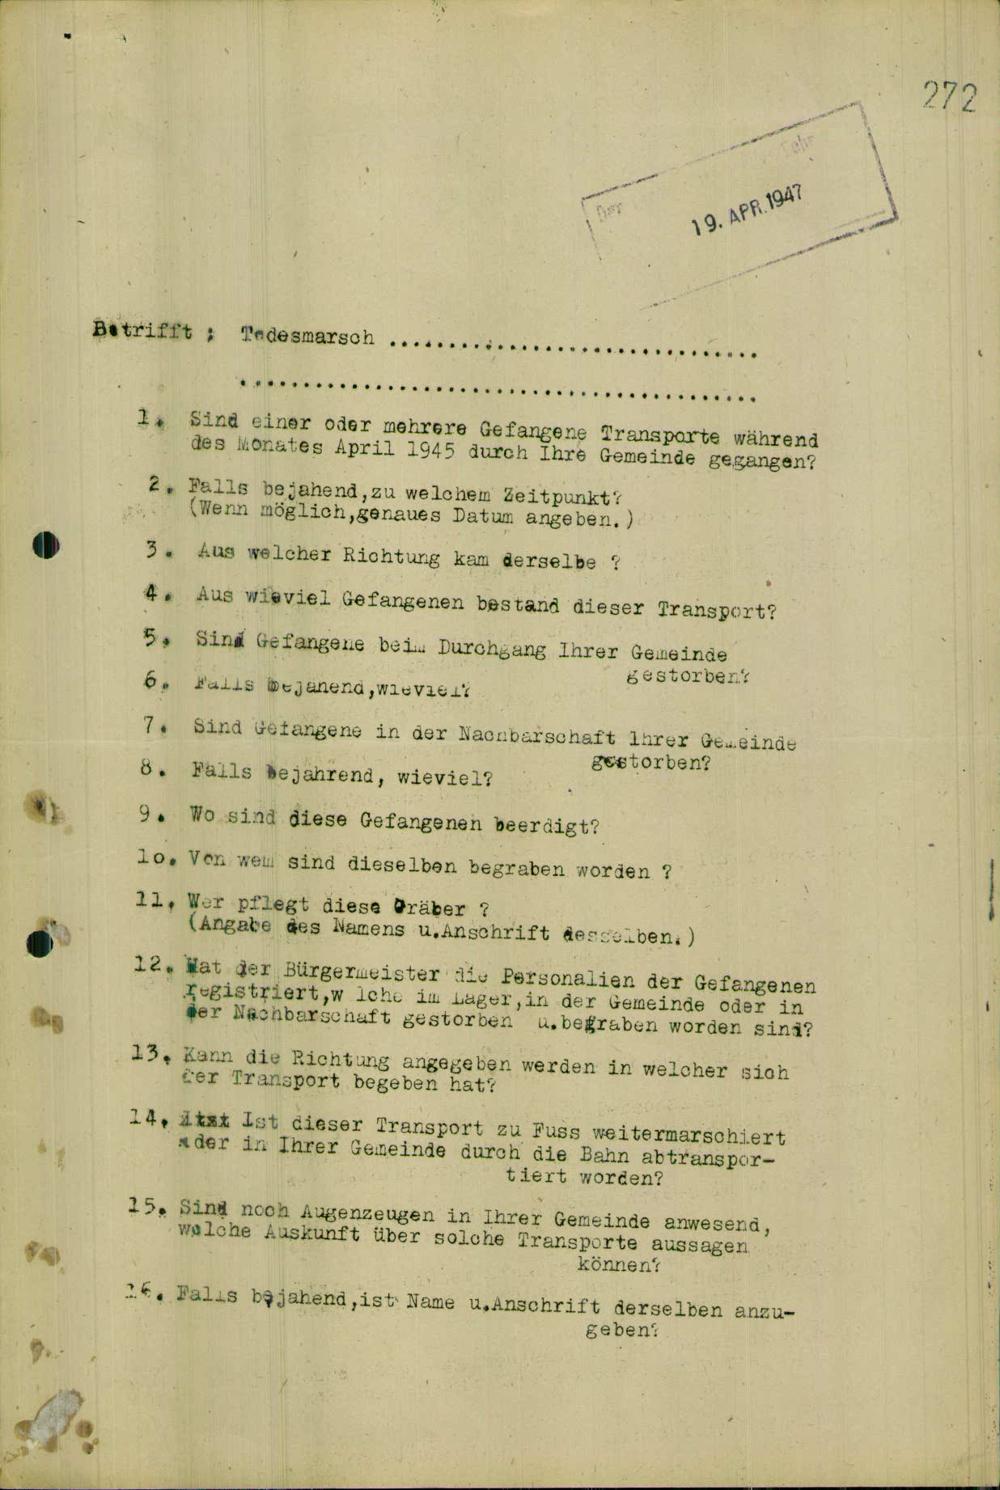 272
19. APR. 1947
Betrifft ; Todesmarsch ........................................
.........................................
1. Sind einer oder mehrere Gefangene Transporte während
des Monates April 1945 durch Ihre Gemeinde gegangen?
2. Falls bejahend,zu welchem Zeitpunkt?
(Wenn möglich,genaues Datum angeben.)
3. Aus welcher Richtung kam derselbe ?
4. Aus wieviel Gefangenen bestand dieser Transport?
5. Sind Gefangene beim Durchgang Ihrer Gemeinde
gestorben?
6. Falls bejahend,wieviel?
7. Sind Gefangene in der Nachbarschaft Ihrer Gemeinde
gestorben?
8. Falls bejahrend, wieviel?
9. Wo sind diese Gefangenen beerdigt?
1o. Von wem sind dieselben begraben worden ?
11. Wer pflegt diese Gräber ?
(Angabe des Namens u.Anschrift desselben.)
12. Hat der Bürgermeister die Personalien der Gefangenen
registriert,w lche im Lager,in der Gemeinde oder in
der Nachbarschaft gestorben u.begraben worden sind?
13. Kann die Richtung angegeben werden in welcher sich
der Transport begeben hat?
14. Ist dieser Transport zu Fuss weitermarschiert
oder in Ihrer Gemeinde durch die Bahn abtranspor-
tiert worden?
15. Sind noch Augenzeugen in Ihrer Gemeinde anwesend,
welche Auskunft über solche Transporte aussagen
können?
16. Falls bejahend,ist Name u.Anschrift derselben anzu-
geben?